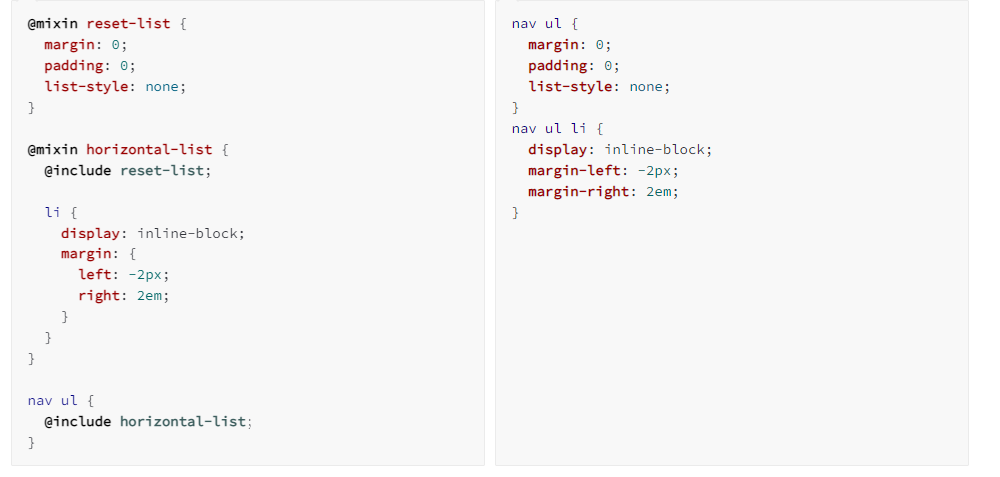 @mixin reset-list {
  margin: 0;
  padding: 0;
  list-style: none;
}

@mixin horizontal-list {
  @include reset-list;

  li {
    display: inline-block;
    margin: {
      left: -2px;
      right: 2em;
    }
  }
}

nav ul {
  @include horizontal-list;
}

nav ul {
  margin: 0;
  padding: 0;
  list-style: none;
}
nav ul li {
  display: inline-block;
  margin-left: -2px;
  margin-right: 2em;
}